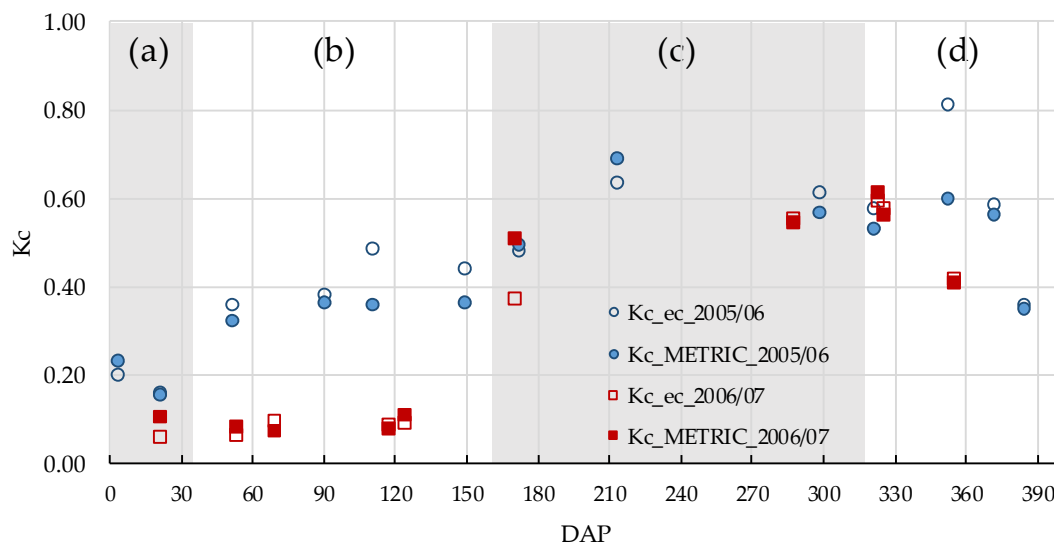 1.00
0.80
0.60
0.40
0.20
0.00
Kc
(a)
(b)
(c)
(d)
Kc_ec_2005/06
Kc_METRIC_2005/06
Kc_ec_2006/07
Kc_METRIC_2006/07
0 30 60 90 120 150 180 210 240 270 300 330 360 390
DAP